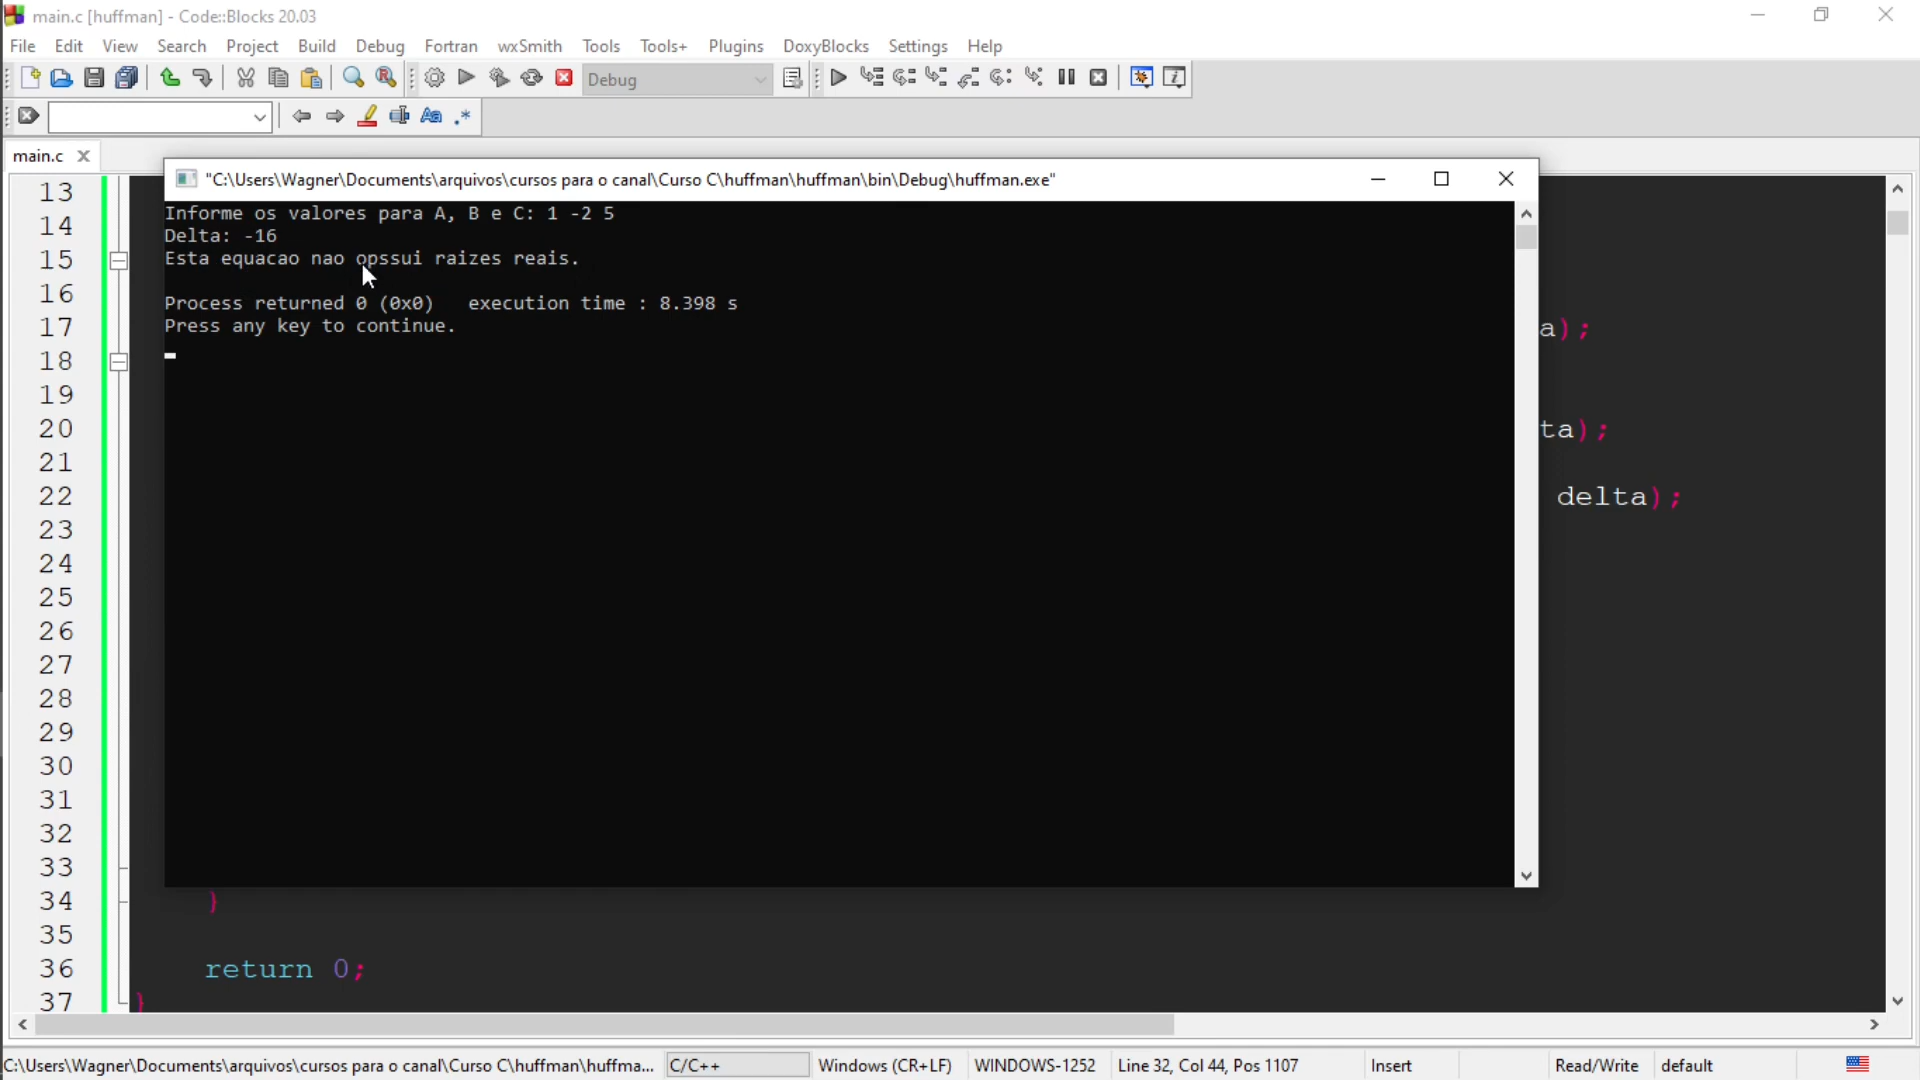 main.c [huffman] - Code::Blocks 20.03
File Edit View Search Project Build Debug Fortran wxSmith Tools Tools+ Plugins DoxyBlocks Settings Help
Debug
main.c
"C:\Users\Wagner\Documents\arquivos\cursos para o canal\Curso C\huffman\huffman\bin\Debug\huffman.exe"
Informe os valores para A, B e C: 1 -2 5
Delta: -16
Esta equacao nao opssui raizes reais.
Process returned 0 (0x0) execution time : 8.398 s
Press any key to continue.
13
14
15
16
17 a);
18
19
20 ta);
21
22 delta);
23
24
25
26
27
28
29
30
31
32
33
34 }
35
36 return 0;
37 }
C:\Users\Wagner\Documents\arquivos\cursos para o canal\Curso C\huffman\huffma... C/C++ Windows (CR+LF) WINDOWS-1252 Line 32, Col 44, Pos 1107 Insert Read/Write default